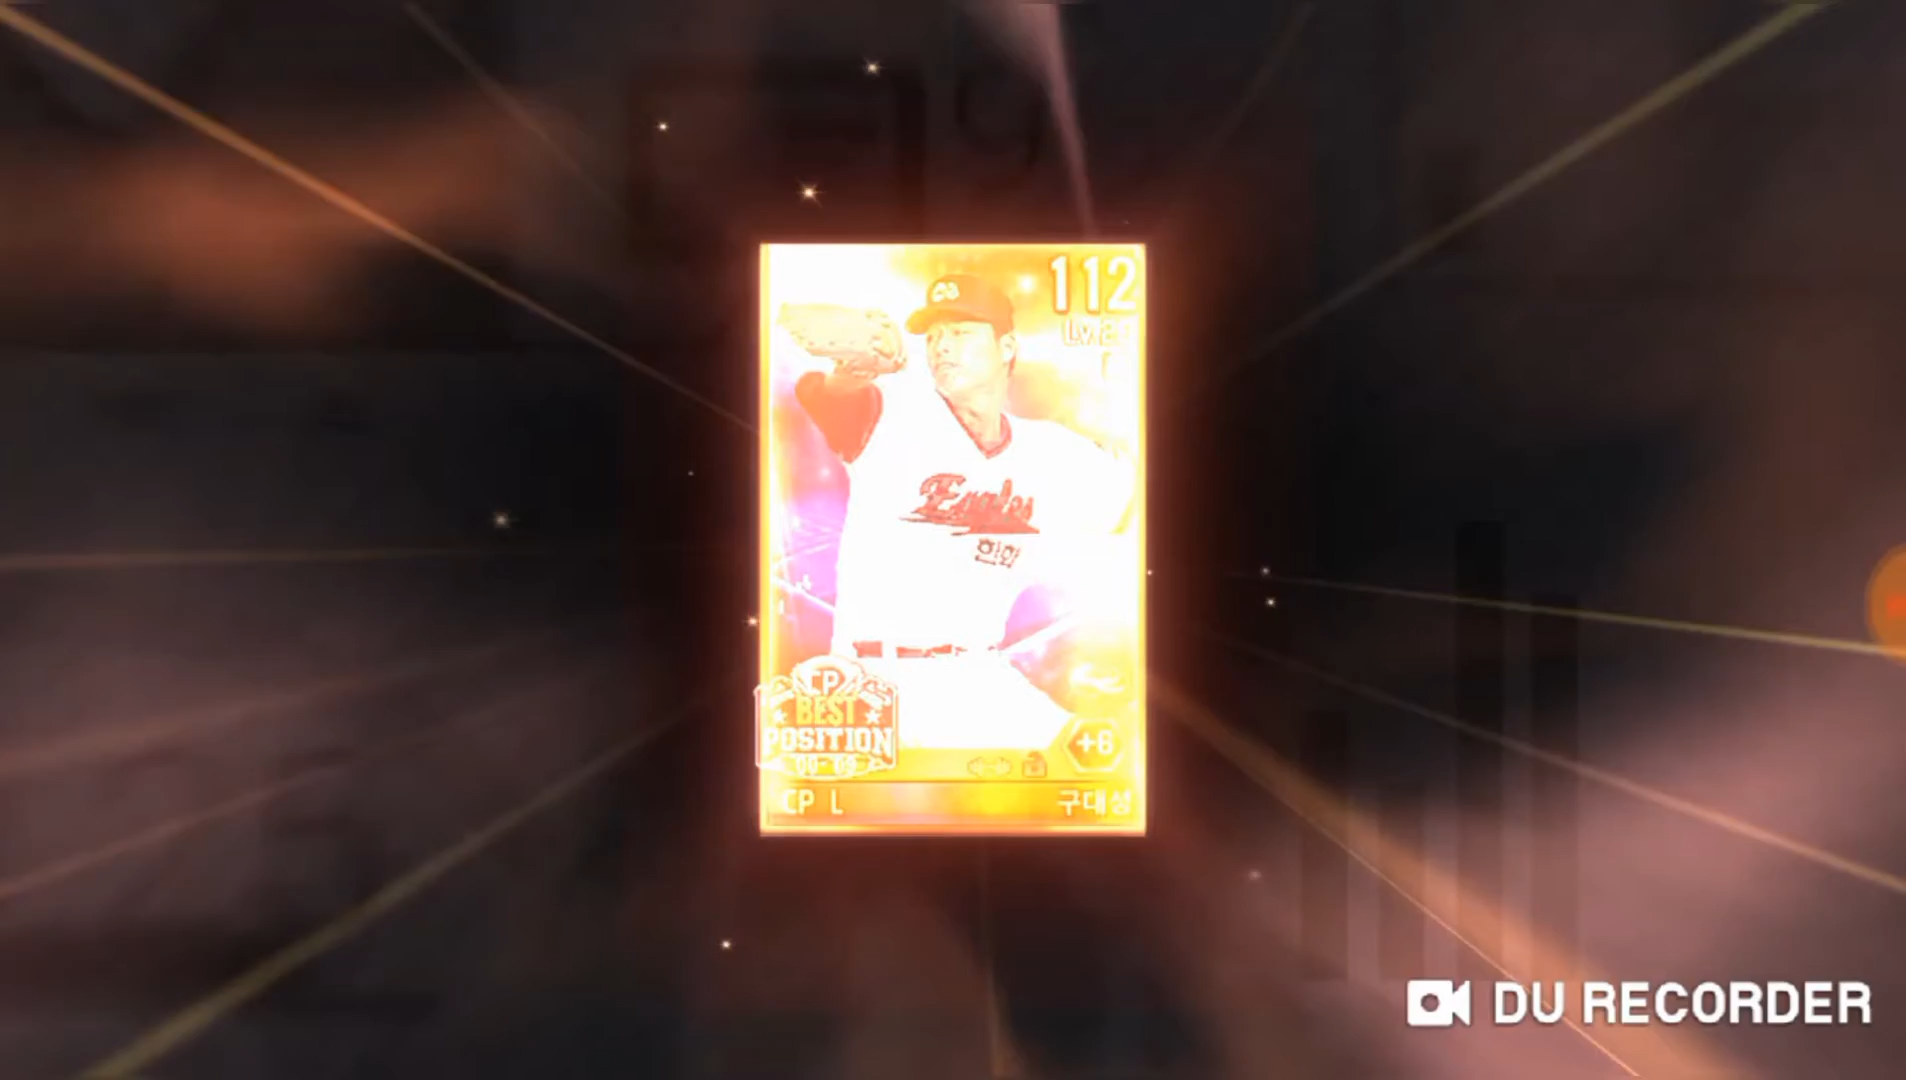 112
Eagles
한화
CP
BEST
POSITION
+6
CP L
구대성
DU RECORDER